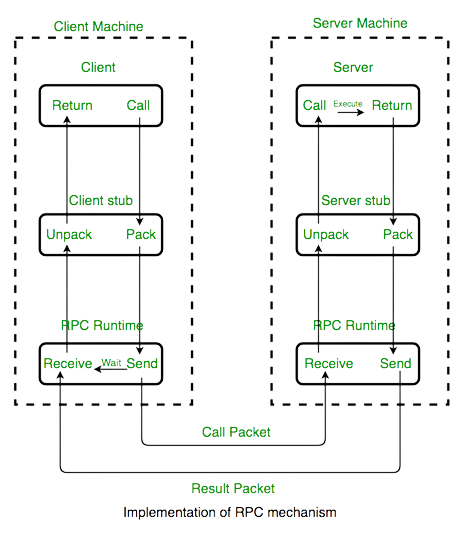 Client Machine
Server Machine
Client
Server
Return Call
Call Execute Return
Client stub
Server stub
Unpack Pack
Unpack Pack
RPC Runtime
RPC Runtime
Receive Wait Send
Receive Send
Call Packet
Result Packet
Implementation of RPC mechanism